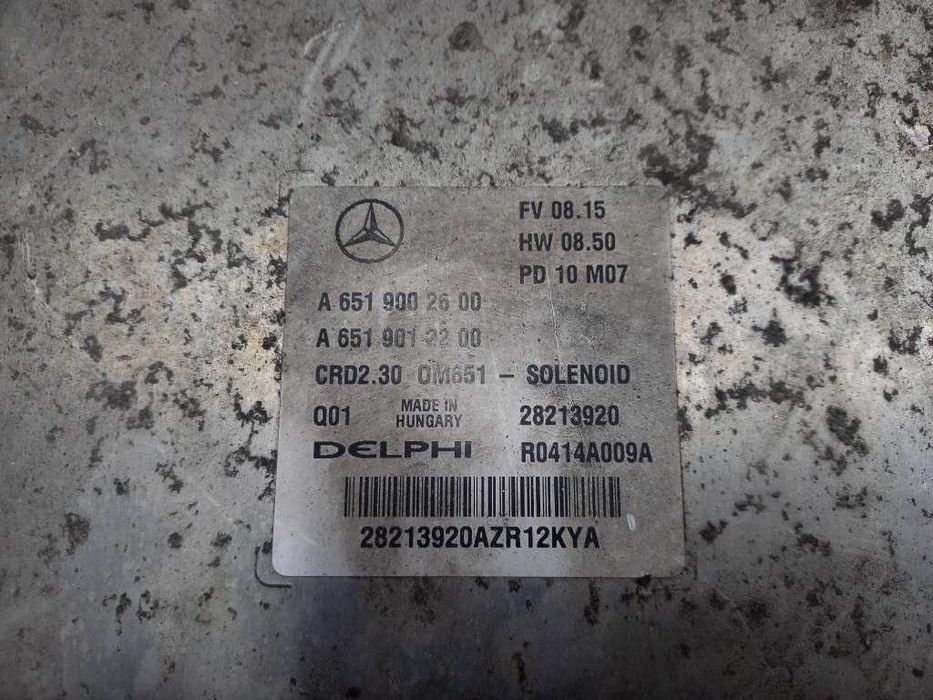 FV 08.15
HW 08.50
PD 10 M07
A 651 900 26 00
A 651 901 22 00
CRD2.30 OM651 – SOLENOID
Q01 MADE IN HUNGARY 28213920
DELPHI R0414A009A
28213920AZR12KYA